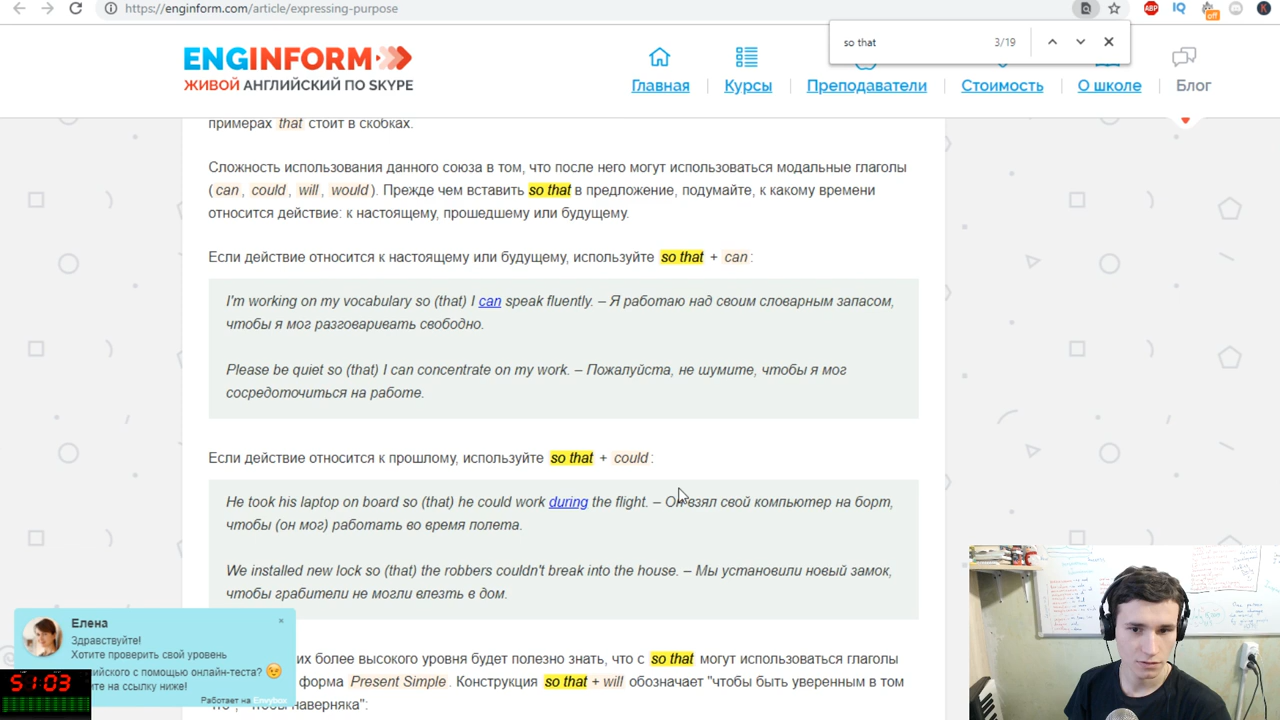 https://enginform.com/article/expressing-purpose
ABP
IQ
off
K
so that
3/19
ENGINFORM
ЖИВОЙ АНГЛИЙСКИЙ ПО SKYPE
Главная
Курсы
Преподаватели
Стоимость
О школе
Блог
примерах that стоит в скобках.
Сложность использования данного союза в том, что после него могут использоваться модальные глаголы
(can, could, will, would). Прежде чем вставить so that в предложение, подумайте, к какому времени
относится действие: к настоящему, прошедшему или будущему.
Если действие относится к настоящему или будущему, используйте so that + can:
I'm working on my vocabulary so (that) I can speak fluently. – Я работаю над своим словарным запасом,
чтобы я мог разговаривать свободно.
Please be quiet so (that) I can concentrate on my work. – Пожалуйста, не шумите, чтобы я мог
сосредоточиться на работе.
Если действие относится к прошлому, используйте so that + could:
He took his laptop on board so (that) he could work during the flight. – Он взял свой компьютер на борт,
чтобы (он мог) работать во время полета.
We installed new lock so (that) the robbers couldn't break into the house. – Мы установили новый замок,
чтобы грабители не могли влезть в дом.
их более высокого уровня будет полезно знать, что с so that могут использоваться глаголы
форма Present Simple. Конструкция so that + will обозначает "чтобы быть уверенным в том
наверняка":
Елена
Здравствуйте!
Хотите проверить свой уровень
ийского с помощью онлайн-теста?
те на ссылку ниже!
Работает на Envybox
51:03